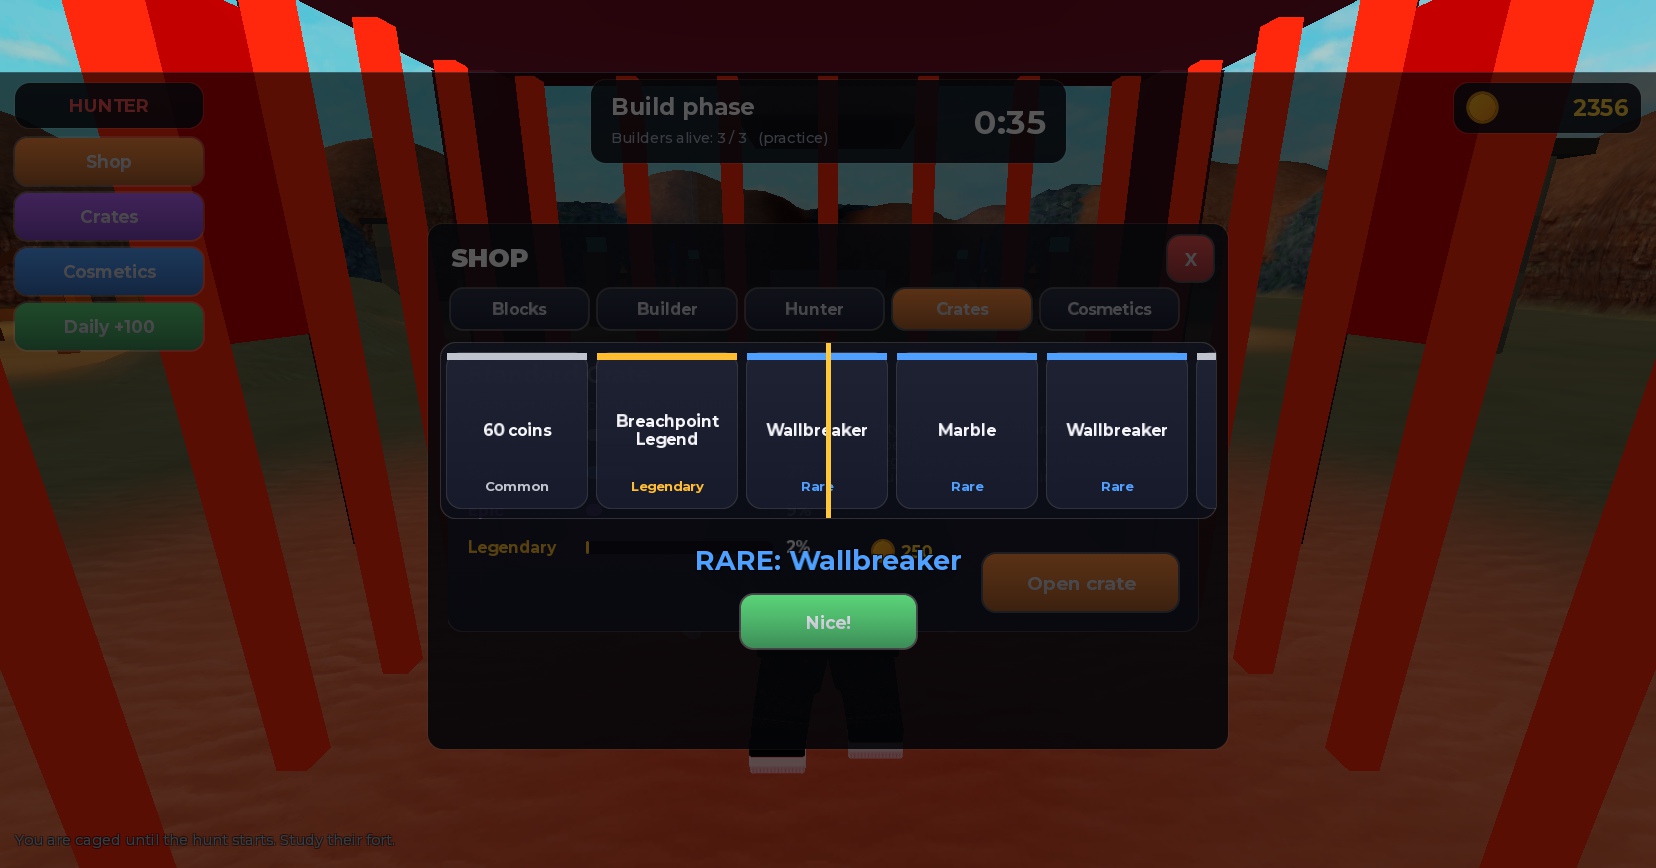 HUNTER
Shop
Crates
Cosmetics
Daily +100
Build phase
Builders alive: 3 / 3 (practice)
0:35
2356
SHOP
X
Blocks
Builder
Hunter
Crates
Cosmetics
60 coins
Common
Breachpoint
Legend
Legendary
Wallbreaker
Rare
Marble
Rare
Wallbreaker
Rare
Epic
9%
Legendary
2%
250
RARE: Wallbreaker
Open crate
Nice!
You are caged until the hunt starts. Study their fort.